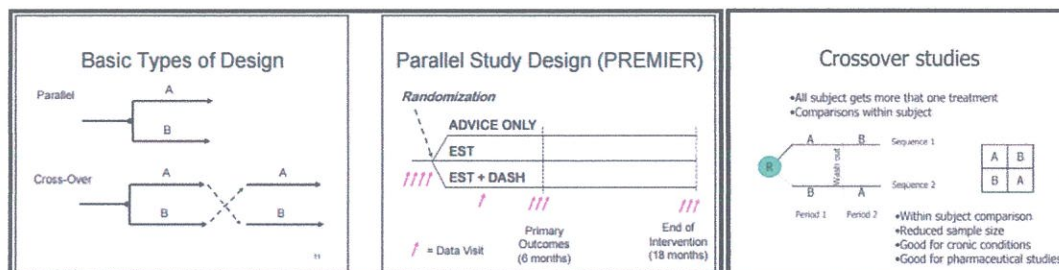 Basic Types of Design
Parallel
A
B
Cross-Over
A
A
B
B
11
Parallel Study Design (PREMIER)
Randomization
ADVICE ONLY
EST
EST + DASH
= Data Visit
Primary
Outcomes
(6 months)
End of
Intervention
(18 months)
Crossover studies
•All subject gets more that one treatment
•Comparisons within subject
A
B
Sequence 1
R
Wash out
B
A
Sequence 2
Period 1
Period 2
A B
B A
•Within subject comparison
•Reduced sample size
•Good for cronic conditions
•Good for pharmaceutical studies